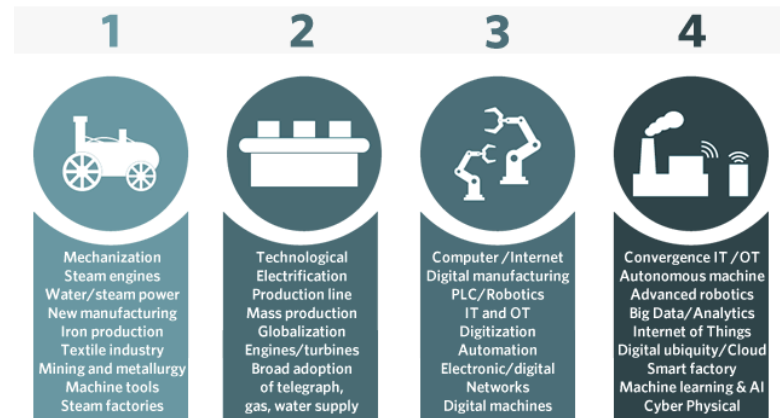 1
2
3
4
Mechanization
Steam engines
Water/steam power
New manufacturing
Iron production
Textile industry
Mining and metallurgy
Machine tools
Steam factories
Technological
Electrification
Production line
Mass production
Globalization
Engines/turbines
Broad adoption
of telegraph,
gas, water supply
Computer /Internet
Digital manufacturing
PLC/Robotics
IT and OT
Digitization
Automation
Electronic/digital
Networks
Digital machines
Convergence IT /OT
Autonomous machine
Advanced robotics
Big Data/Analytics
Internet of Things
Digital ubiquity/Cloud
Smart factory
Machine learning & AI
Cyber Physical